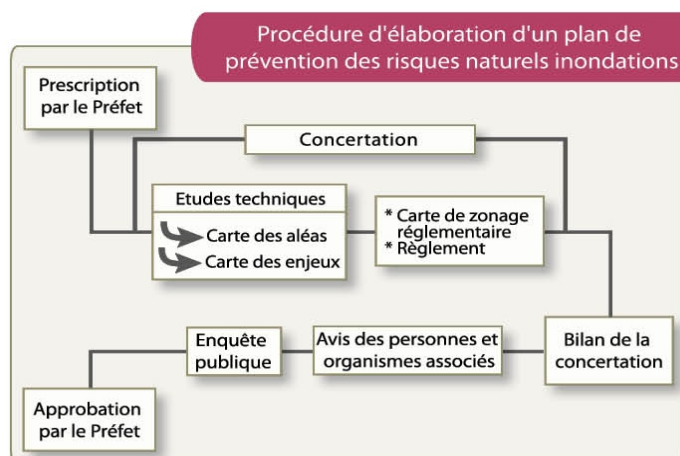 Procédure d'élaboration d'un plan de
prévention des risques naturels inondations
Prescription
par le Préfet
Concertation
Etudes techniques
Carte des aléas
Carte des enjeux
* Carte de zonage
réglementaire
* Règlement
Bilan de la
concertation
Avis des personnes et
organismes associés
Enquête
publique
Approbation
par le Préfet